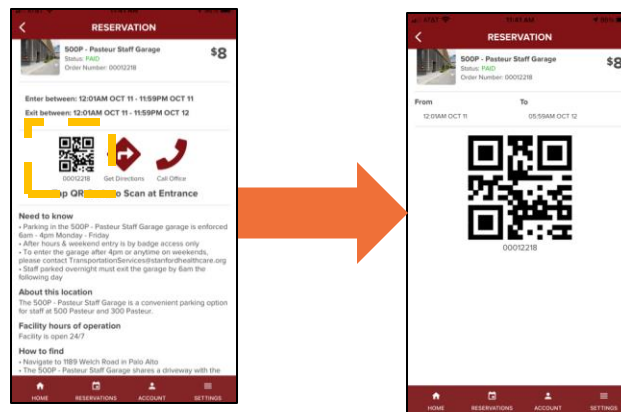 RESERVATION
500P - Pasteur Staff Garage
$8
Status: PAID
Order Number: 00012218
Enter between: 12:01AM OCT 11 - 11:59PM OCT 11
Exit between: 12:01AM OCT 11 - 11:59PM OCT 12
00012218
Get Directions
Call Office
to Scan at Entrance
Need to know
• Parking in the 500P - Pasteur Staff Garage garage is enforced
6am - 4pm Monday - Friday
• After hours & weekend entry is by badge access only
• To enter the garage after 4pm or anytime on weekends,
please contact TransportationServices@stanfordhealthcare.org
• Staff parked overnight must exit the garage by 6am the
following day
About this location
The 500P - Pasteur Staff Garage is a convenient parking option
for staff at 500 Pasteur and 300 Pasteur.
Facility hours of operation
Facility is open 24/7
How to find
• Navigate to 1189 Welch Road in Palo Alto
• The 500P - Pasteur Staff Garage shares a driveway with the
HOME
RESERVATIONS
ACCOUNT
SETTINGS
11:41 AM
RESERVATION
500P - Pasteur Staff Garage
$8
Status: PAID
Order Number: 00012218
From
To
12:01AM OCT 11
05:59AM OCT 12
00012218
HOME
RESERVATIONS
ACCOUNT
SETTINGS